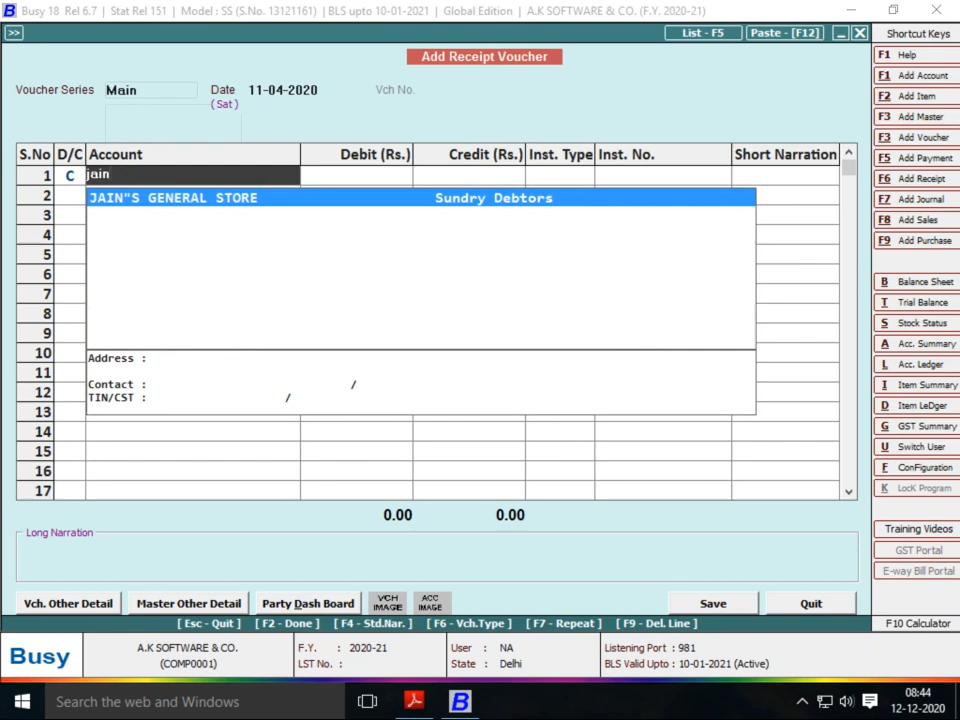 Busy 18 Rel 6.7 | Stat Rel 151 | Model : SS (S.No. 13121161) | BLS upto 10-01-2021 | Global Edition | A.K SOFTWARE & CO. (F.Y. 2020-21)
>> List - F5 Paste - [F12] Shortcut Keys
Add Receipt Voucher
Voucher Series Main Date 11-04-2020 Vch No.
(Sat)
S.No D/C Account Debit (Rs.) Credit (Rs.) Inst. Type Inst. No. Short Narration
1 C jain
2 JAIN"S GENERAL STORE Sundry Debtors
3
4
5
6
7
8
9
10 Address :
11
Contact : /
12 TIN/CST : /
13
14
15
16
17
0.00 0.00
Long Narration
Vch. Other Detail Master Other Detail Party Dash Board VCH IMAGE ACC IMAGE Save Quit
[ Esc - Quit ] [ F2 - Done ] [ F4 - Std.Nar. ] [ F6 - Vch.Type ] [ F7 - Repeat ] [ F9 - Del. Line ]
F1 Help
F1 Add Account
F2 Add Item
F3 Add Master
F3 Add Voucher
F5 Add Payment
F6 Add Receipt
F7 Add Journal
F8 Add Sales
F9 Add Purchase
B Balance Sheet
T Trial Balance
S Stock Status
A Acc. Summary
L Acc. Ledger
I Item Summary
D Item LeDger
G GST Summary
U Switch User
F ConFiguration
K LocK Program
Training Videos
GST Portal
E-way Bill Portal
F10 Calculator
Busy
A.K SOFTWARE & CO.
(COMP0001)
F.Y. : 2020-21
LST No. :
User : NA
State : Delhi
Listening Port : 981
BLS Valid Upto : 10-01-2021 (Active)
Search the web and Windows
08:44
12-12-2020